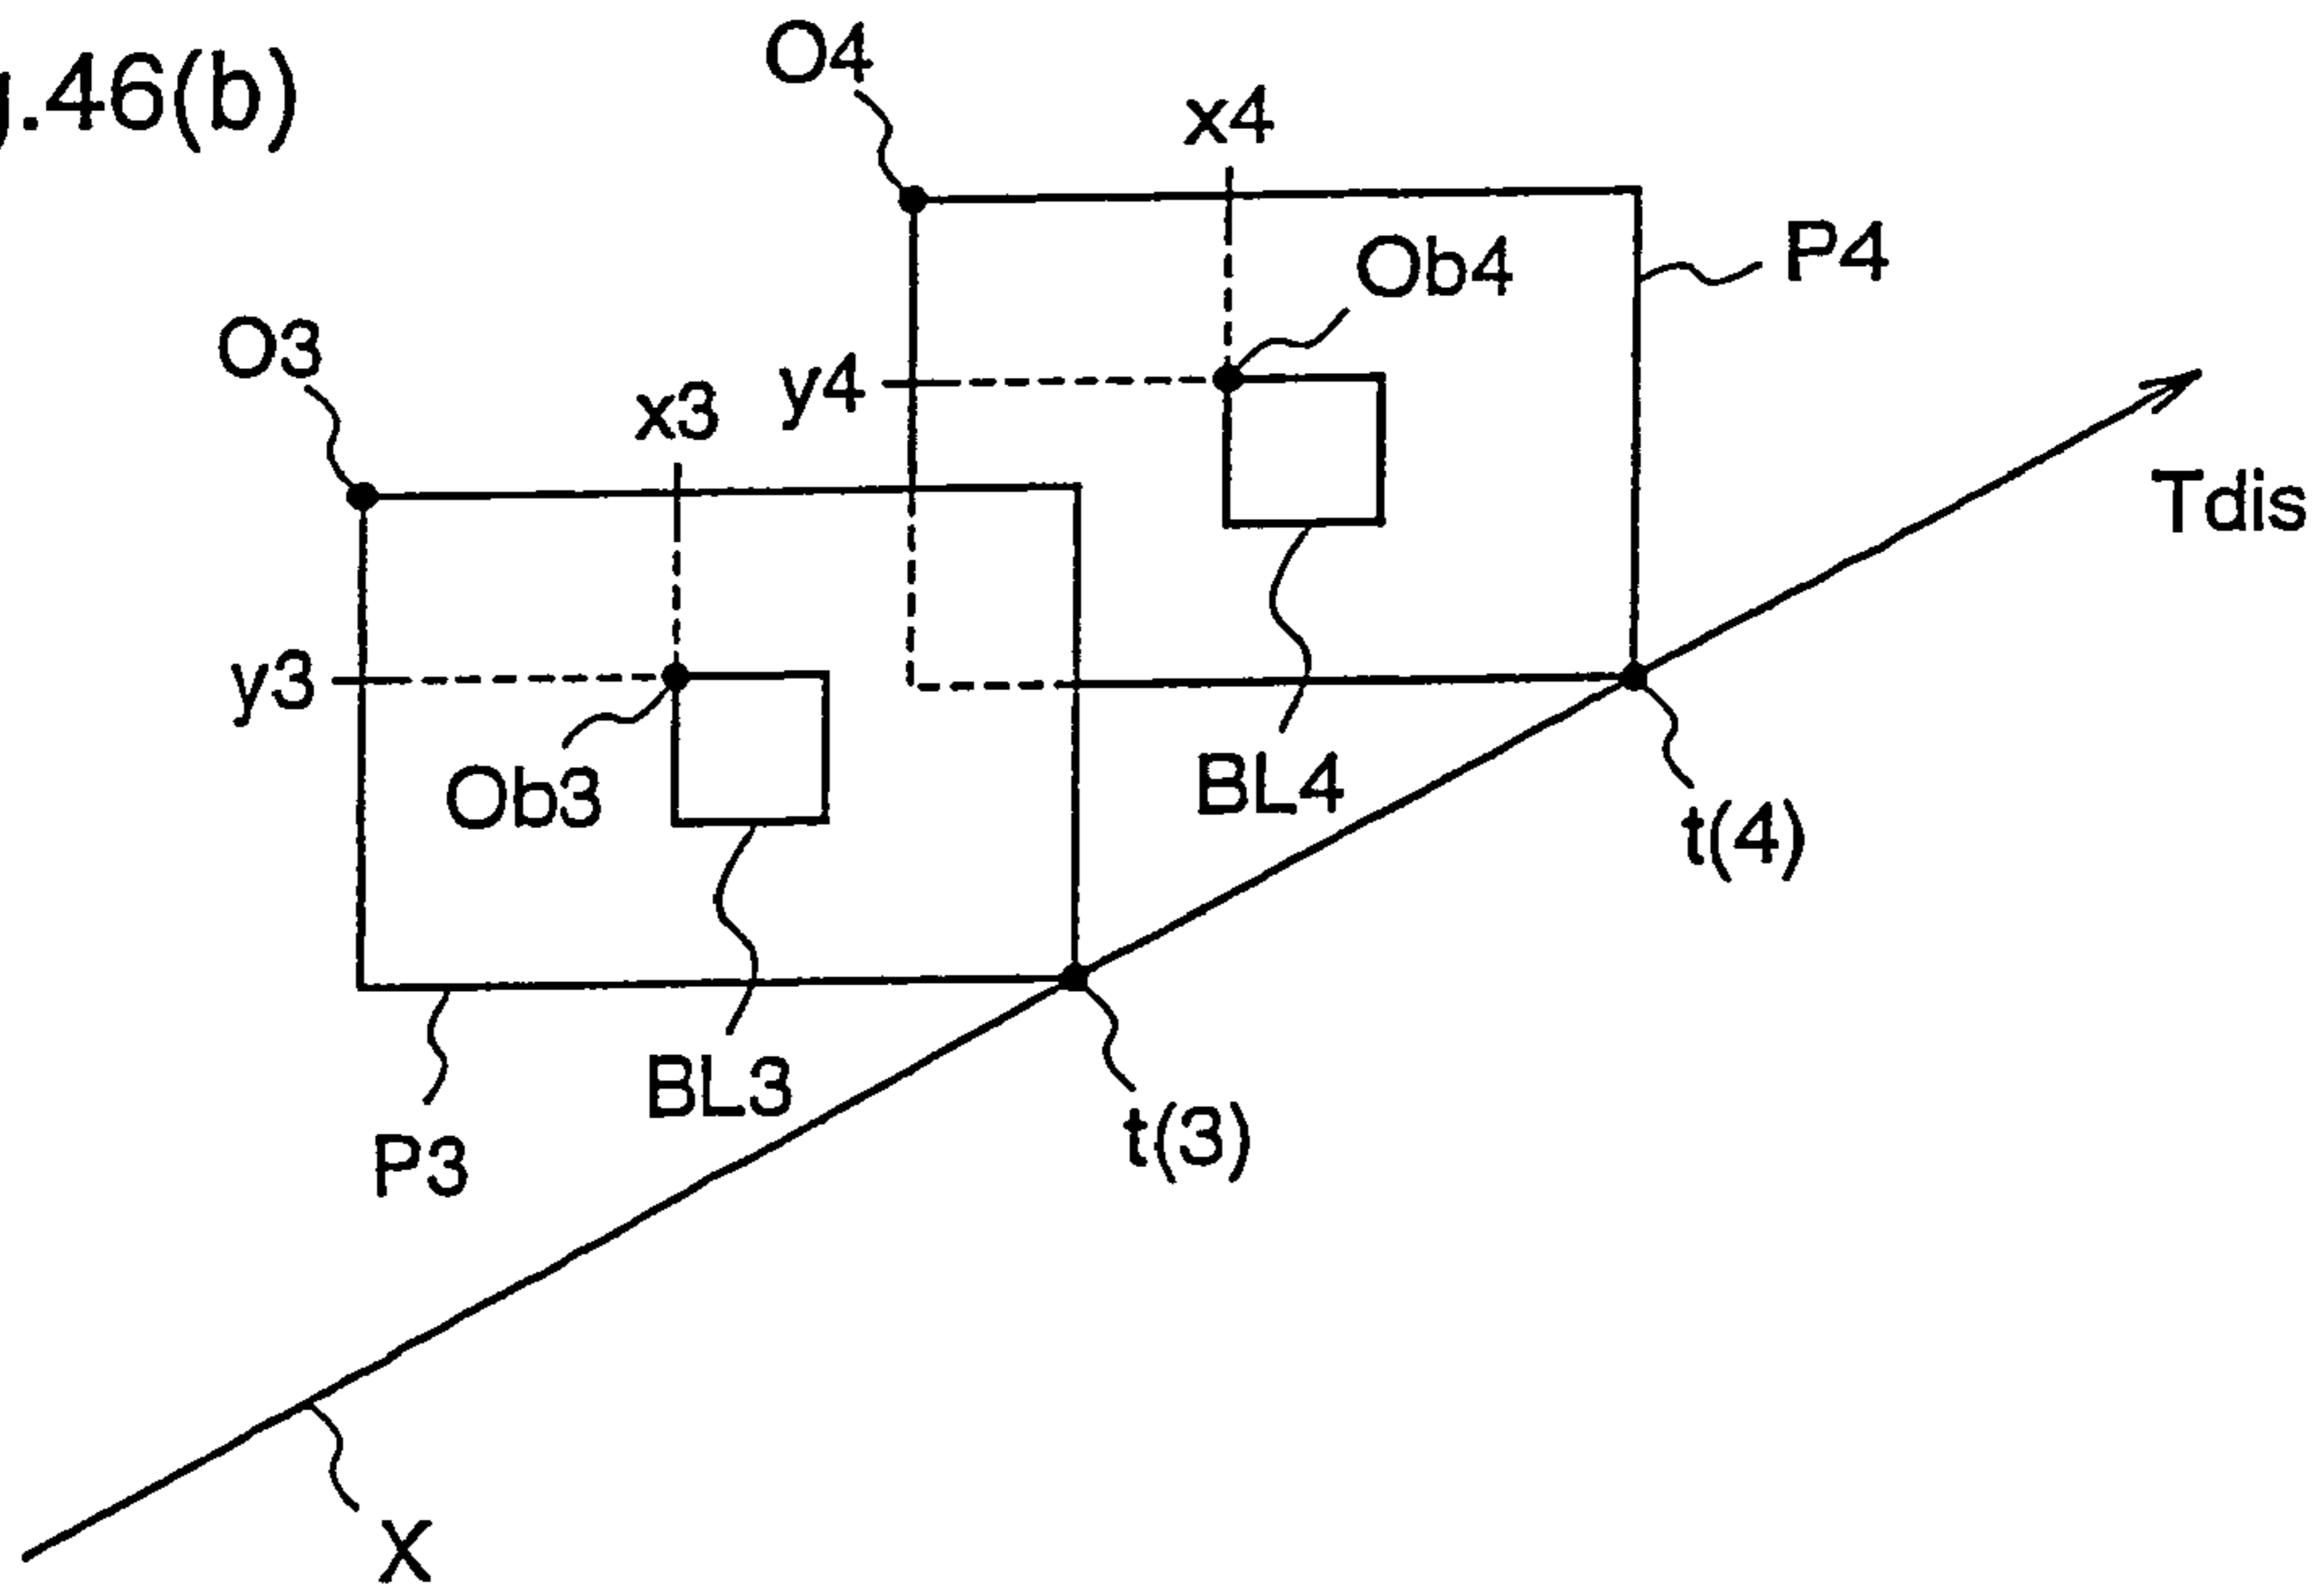 g.46(b)
O4
x4
P4
Ob4
O3
x3
y4
Tdis
y3
Ob3
BL4
t(4)
BL3
t(3)
P3
X